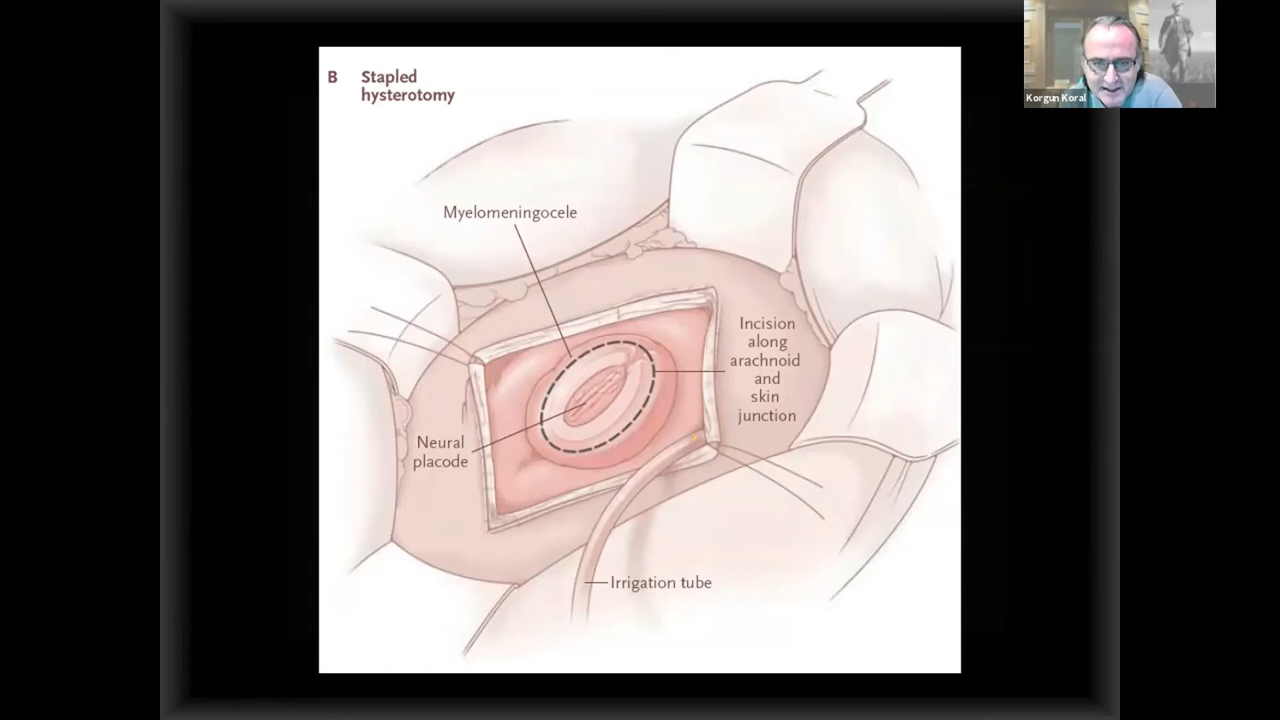 B Stapled
hysterotomy
Myelomeningocele
Incision
along
arachnoid
and
skin
junction
Neural
placode
Irrigation tube
Korgun Koral